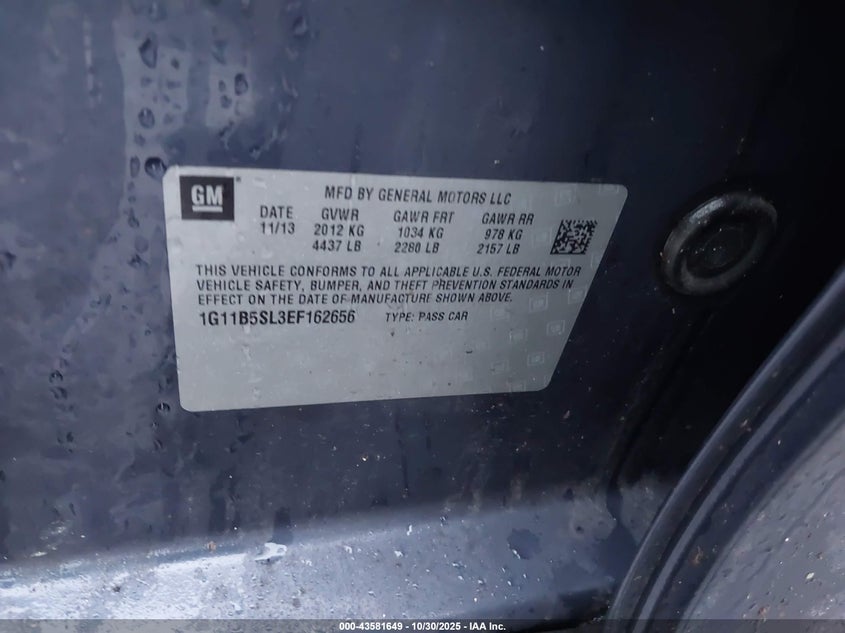 GM
MFD BY GENERAL MOTORS LLC
DATE GVWR GAWR FRT GAWR RR
11/13 2012 KG 1034 KG 978 KG
4437 LB 2280 LB 2157 LB
THIS VEHICLE CONFORMS TO ALL APPLICABLE U.S. FEDERAL MOTOR
VEHICLE SAFETY, BUMPER, AND THEFT PREVENTION STANDARDS IN
EFFECT ON THE DATE OF MANUFACTURE SHOWN ABOVE.
1G11B5SL3EF162656 TYPE: PASS CAR
000-43581649 - 10/30/2025 - IAA Inc.